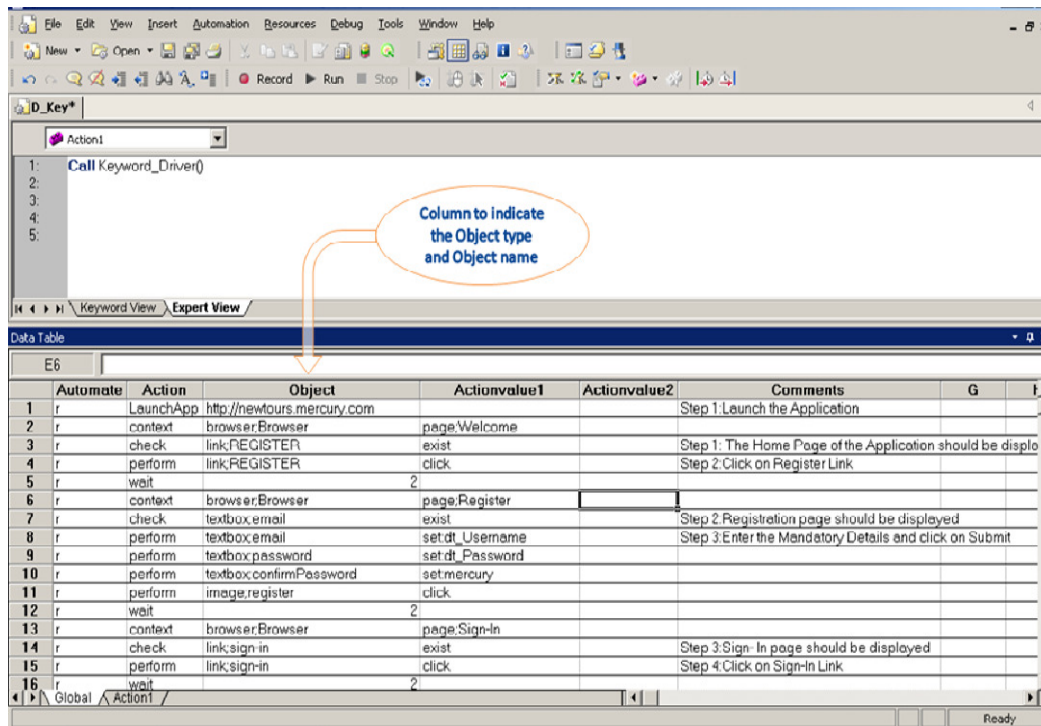 File Edit View Insert Automation Resources Debug Tools Window Help
New Open
Record Run Stop
D_Key*
Action1
1: Call Keyword_Driver()
2:
3:
4:
5:
Column to indicate
the Object type
and Object name
Keyword View Expert View
Data Table
E6
Automate Action Object Actionvalue1 Actionvalue2 Comments G
1 r LaunchApp http://newtours.mercury.com Step 1:Launch the Application
2 r context browser;Browser page;Welcome
3 r check link;REGISTER exist Step 1: The Home Page of the Application should be displo
4 r perform link;REGISTER click Step 2:Click on Register Link
5 r wait 2
6 r context browser;Browser page;Register
7 r check textbox;email exist Step 2:Registration page should be displayed
8 r perform textbox;email set:dt_Username Step 3:Enter the Mandatory Details and click on Submit
9 r perform textbox;password set:dt_Password
10 r perform textbox;confirmPassword set:mercury
11 r perform image;register click
12 r wait 2
13 r context browser;Browser page;Sign-In
14 r check link;sign-in exist Step 3:Sign-In page should be displayed
15 r perform link;sign-in click Step 4:Click on Sign-In Link
16 r wait 2
Global Action1
Ready